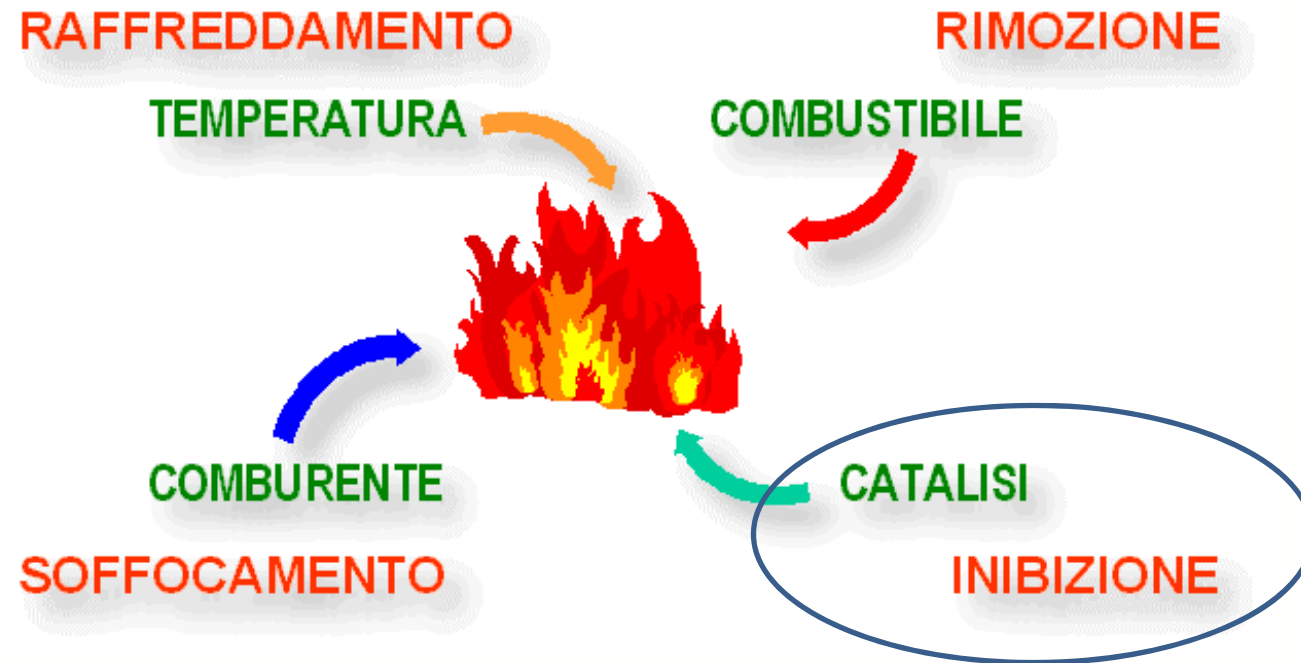 RAFFREDDAMENTO
RIMOZIONE
TEMPERATURA
COMBUSTIBILE
COMBURENTE
CATALISI
SOFFOCAMENTO
INIBIZIONE